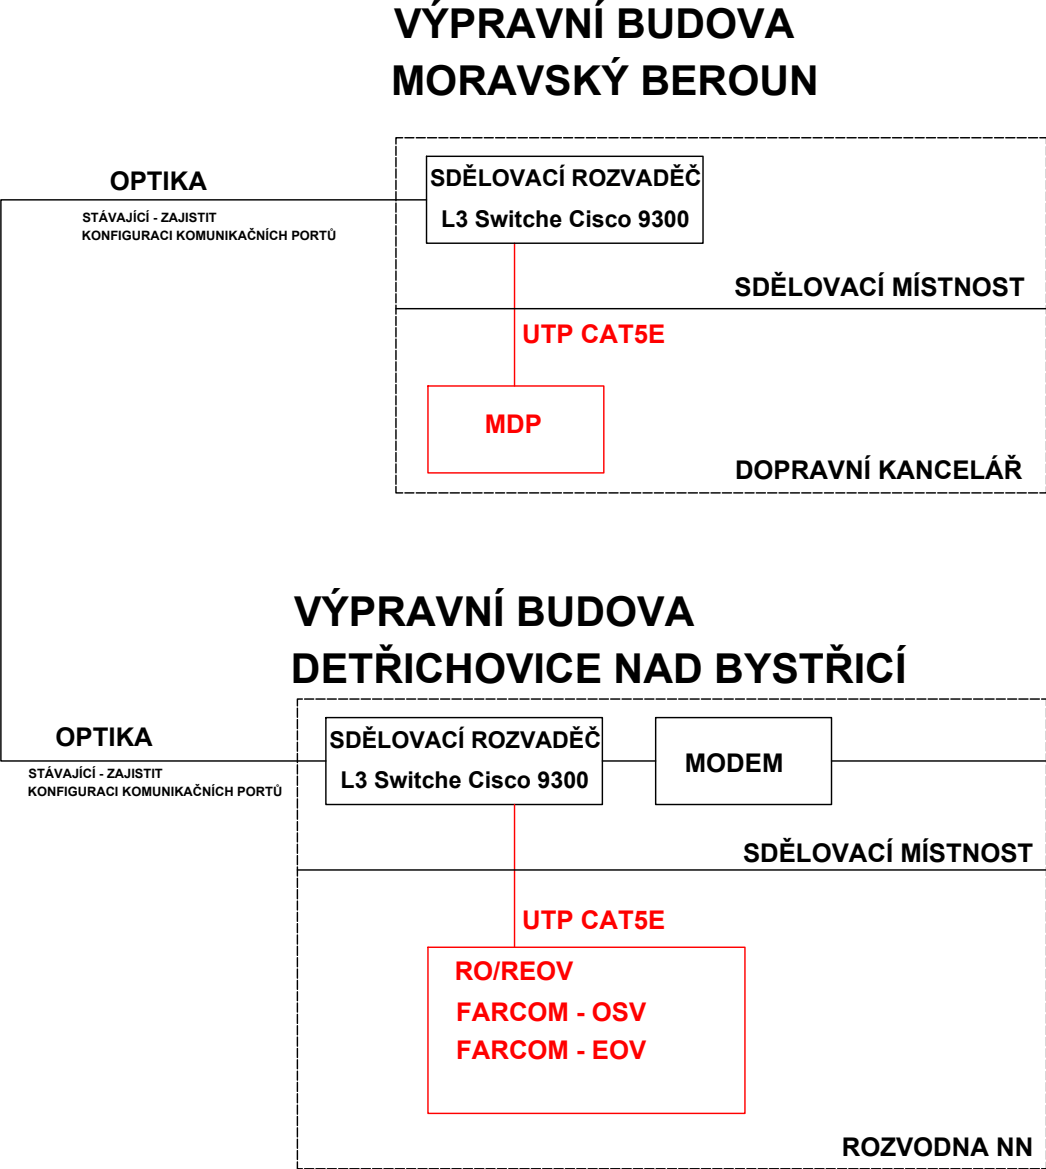 VÝPRAVNÍ BUDOVA
MORAVSKÝ BEROUN
OPTIKA
STÁVAJÍCÍ - ZAJISTIT
KONFIGURACI KOMUNIKAČNÍCH PORTŮ
SDĚLOVACÍ ROZVADĚČ
L3 Switche Cisco 9300
SDĚLOVACÍ MÍSTNOST
UTP CAT5E
MDP
DOPRAVNÍ KANCELÁŘ
VÝPRAVNÍ BUDOVA
DETŘICHOVICE NAD BYSTŘICÍ
OPTIKA
STÁVAJÍCÍ - ZAJISTIT
KONFIGURACI KOMUNIKAČNÍCH PORTŮ
SDĚLOVACÍ ROZVADĚČ
L3 Switche Cisco 9300
MODEM
SDĚLOVACÍ MÍSTNOST
UTP CAT5E
RO/REOV
FARCOM - OSV
FARCOM - EOV
ROZVODNA NN